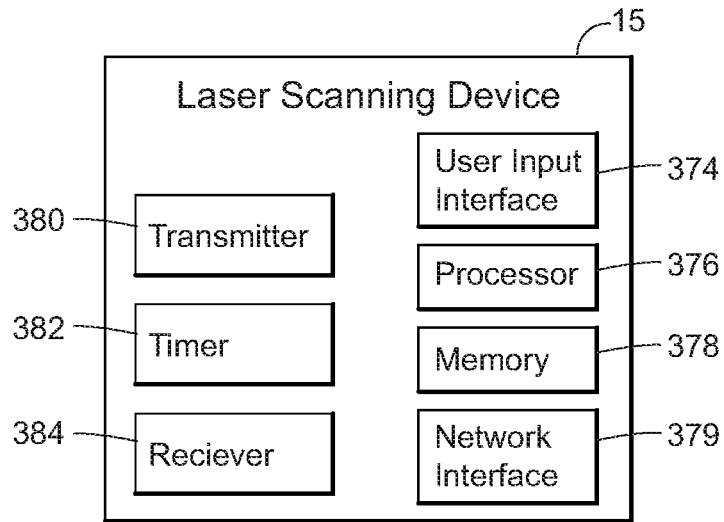 15
Laser Scanning Device
User Input
Interface
374
380
Transmitter
Processor
376
382
Timer
Memory
378
384
Reciever
Network
Interface
379